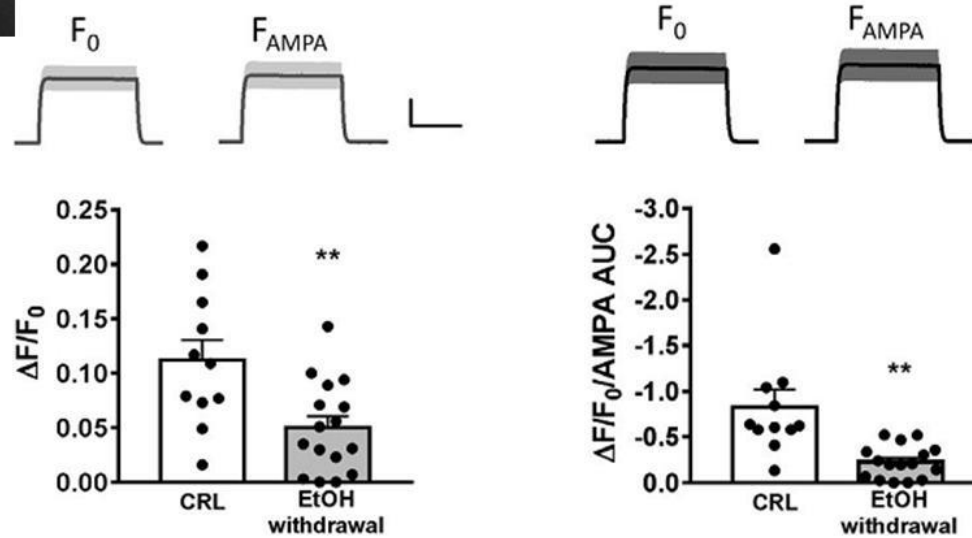 F0 FAMPA
F0 FAMPA
ΔF/F0
0.25
0.20
0.15
0.10
0.05
0.00
**
CRL
EtOH
withdrawal
ΔF/F0/AMPA AUC
-3.0
-2.5
-2.0
-1.5
-1.0
-0.5
0.0
**
CRL
EtOH
withdrawal